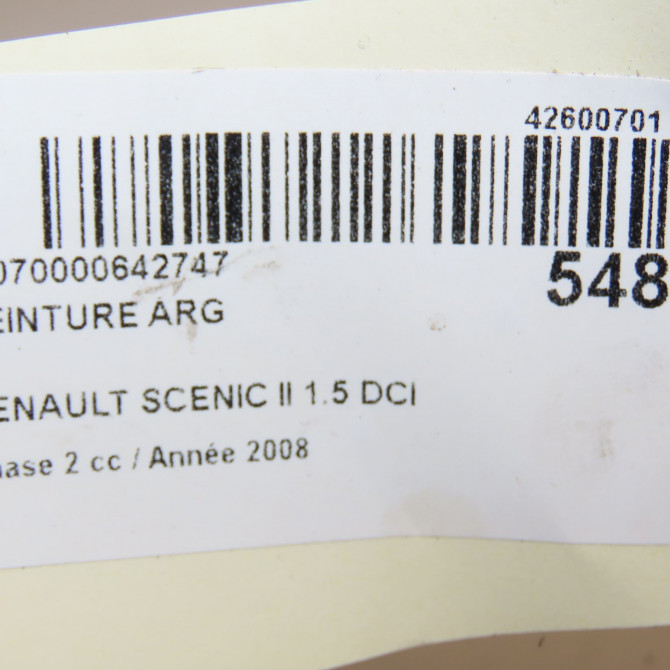 42600701
070000642747
548
EINTURE ARG
ENAULT SCENIC II 1.5 DCI
hase 2 cc / Année 2008